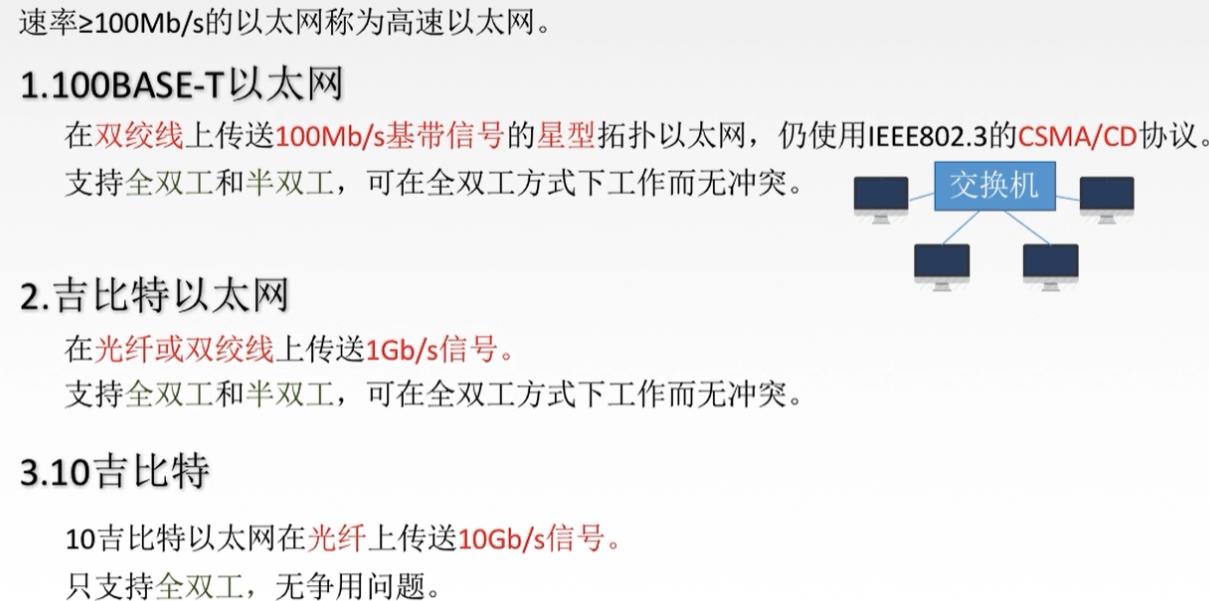 速率≥100Mb/s的以太网称为高速以太网。
1.100BASE-T以太网
在双绞线上传送100Mb/s基带信号的星型拓扑以太网，仍使用IEEE802.3的CSMA/CD协议。
支持全双工和半双工，可在全双工方式下工作而无冲突。
交换机
2.吉比特以太网
在光纤或双绞线上传送1Gb/s信号。
支持全双工和半双工，可在全双工方式下工作而无冲突。
3.10吉比特
10吉比特以太网在光纤上传送10Gb/s信号。
只支持全双工，无争用问题。